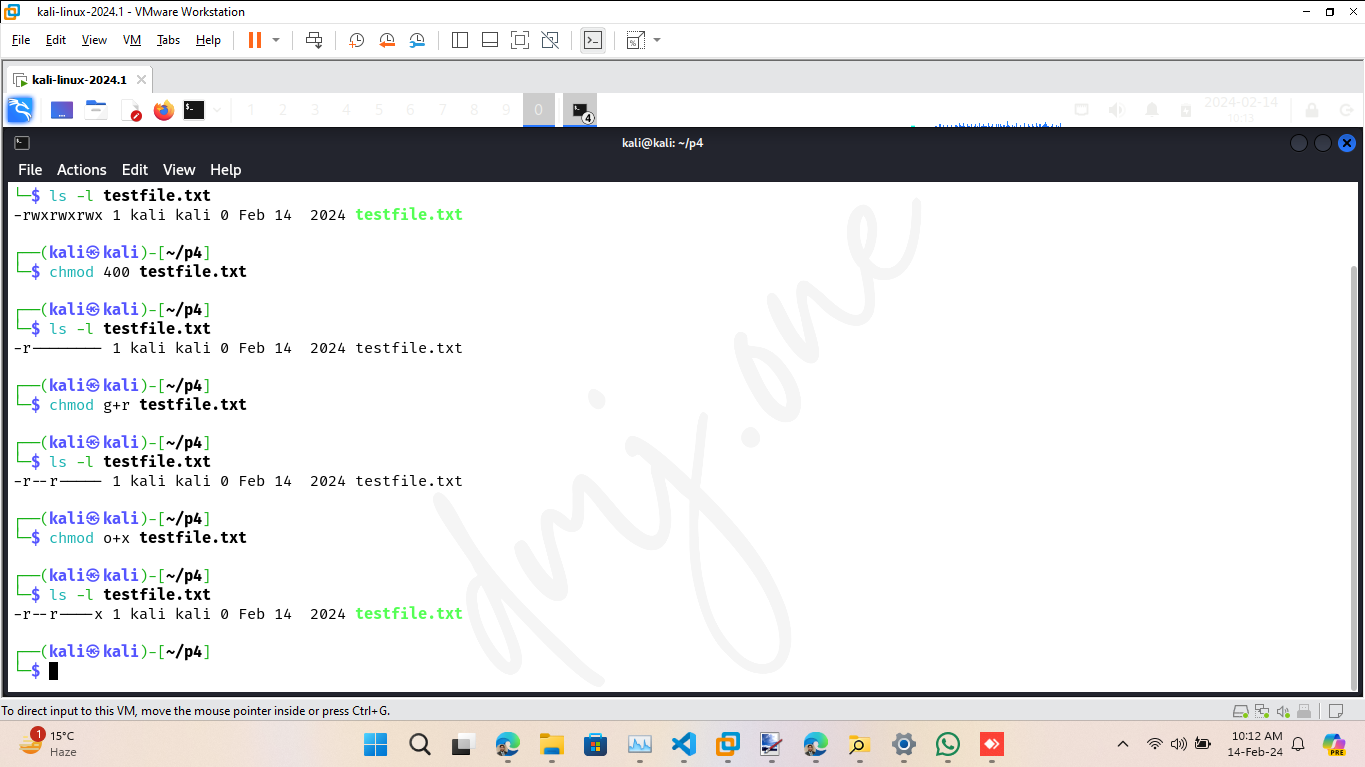 kali-linux-2024.1 - VMware Workstation
File Edit View VM Tabs Help
kali-linux-2024.1
1 2 3 4 5 6 7 8 9 0 4 2024-02-14
10:13
kali@kali: ~/p4
File Actions Edit View Help
└─$ ls -l testfile.txt
-rwxrwxrwx 1 kali kali 0 Feb 14  2024 testfile.txt
┌──(kali㉿kali)-[~/p4]
└─$ chmod 400 testfile.txt
┌──(kali㉿kali)-[~/p4]
└─$ ls -l testfile.txt
-r-------- 1 kali kali 0 Feb 14  2024 testfile.txt
┌──(kali㉿kali)-[~/p4]
└─$ chmod g+r testfile.txt
┌──(kali㉿kali)-[~/p4]
└─$ ls -l testfile.txt
-r--r----- 1 kali kali 0 Feb 14  2024 testfile.txt
┌──(kali㉿kali)-[~/p4]
└─$ chmod o+x testfile.txt
┌──(kali㉿kali)-[~/p4]
└─$ ls -l testfile.txt
-r--r----x 1 kali kali 0 Feb 14  2024 testfile.txt
┌──(kali㉿kali)-[~/p4]
└─$
dmj.one
To direct input to this VM, move the mouse pointer inside or press Ctrl+G.
1 15°C
Haze
10:12 AM
14-Feb-24
PRE